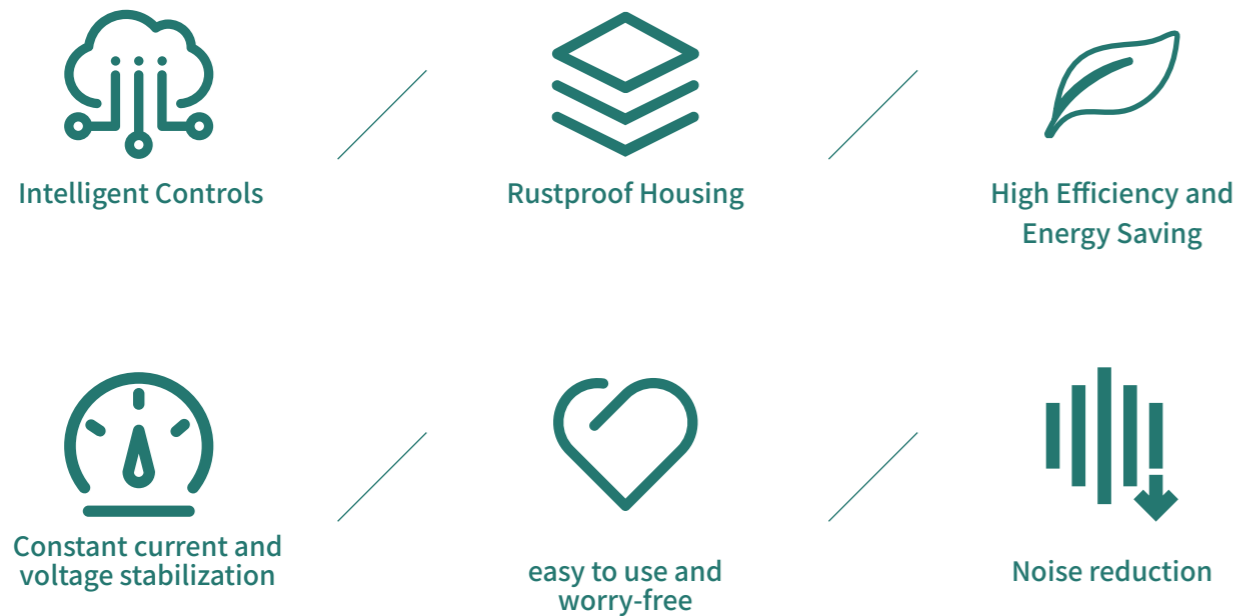 Intelligent Controls
Rustproof Housing
High Efficiency and
Energy Saving
Constant current and
voltage stabilization
easy to use and
worry-free
Noise reduction